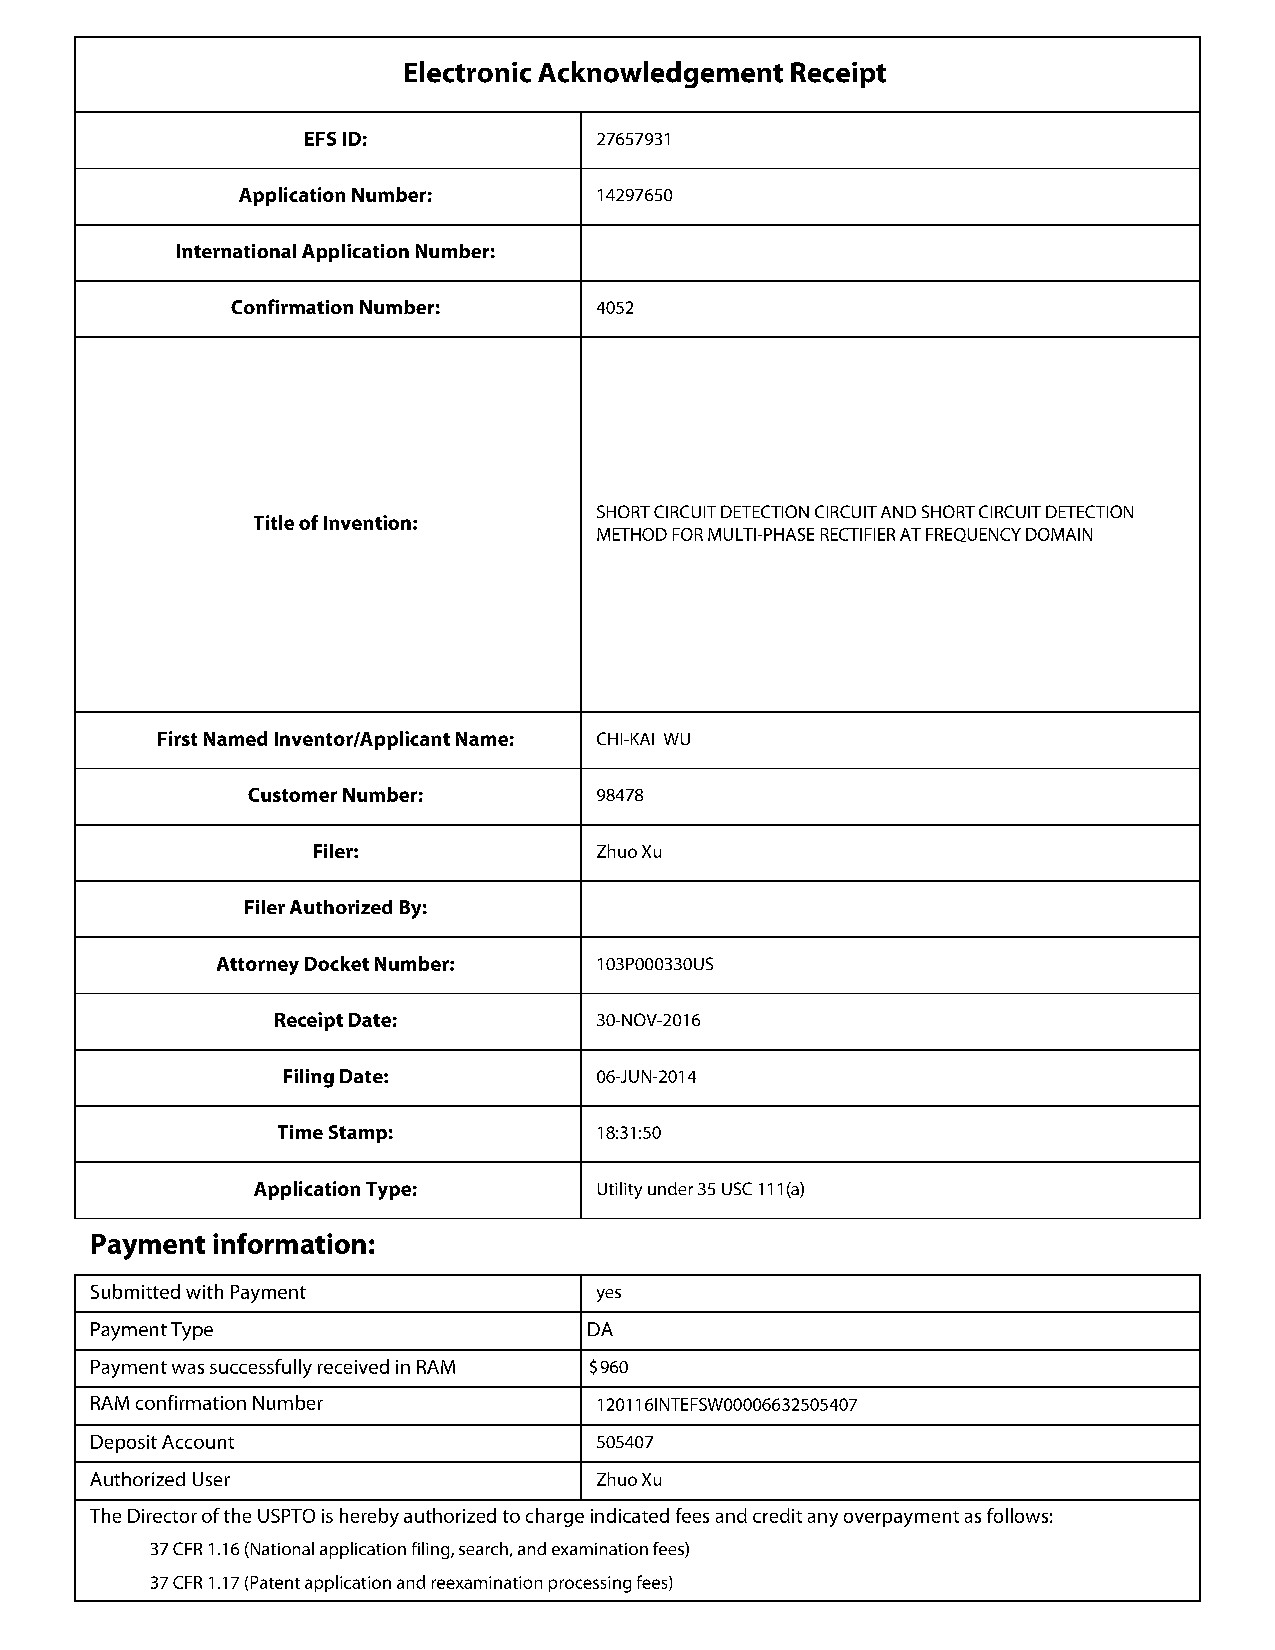 Electronic Acknowledgement Receipt
EFS ID: 27657931
Application Number: 14297650
International Application Number:
Confirmation Number: 4052
Title of Invention: SHORT CIRCUIT DETECTION CIRCUIT AND SHORT CIRCUIT DETECTION
METHOD FOR MULTI-PHASE RECTIFIER AT FREQUENCY DOMAIN
First Named Inventor/Applicant Name: CHI-KAI WU
Customer Number: 98478
Filer: Zhuo Xu
Filer Authorized By:
Attorney Docket Number: 103P000330US
Receipt Date: 30-NOV-2016
Filing Date: 06-JUN-2014
Time Stamp: 18:31:50
Application Type: Utility under 35 USC 111(a)
Payment information:
Submitted with Payment yes
Payment Type DA
Payment was successfully received in RAM $960
RAM confirmation Number 120116INTEFSW00006632505407
Deposit Account 505407
Authorized User Zhuo Xu
The Director of the USPTO is hereby authorized to charge indicated fees and credit any overpayment as follows:
37 CFR 1.16 (National application filing, search, and examination fees)
37 CFR 1.17 (Patent application and reexamination processing fees)